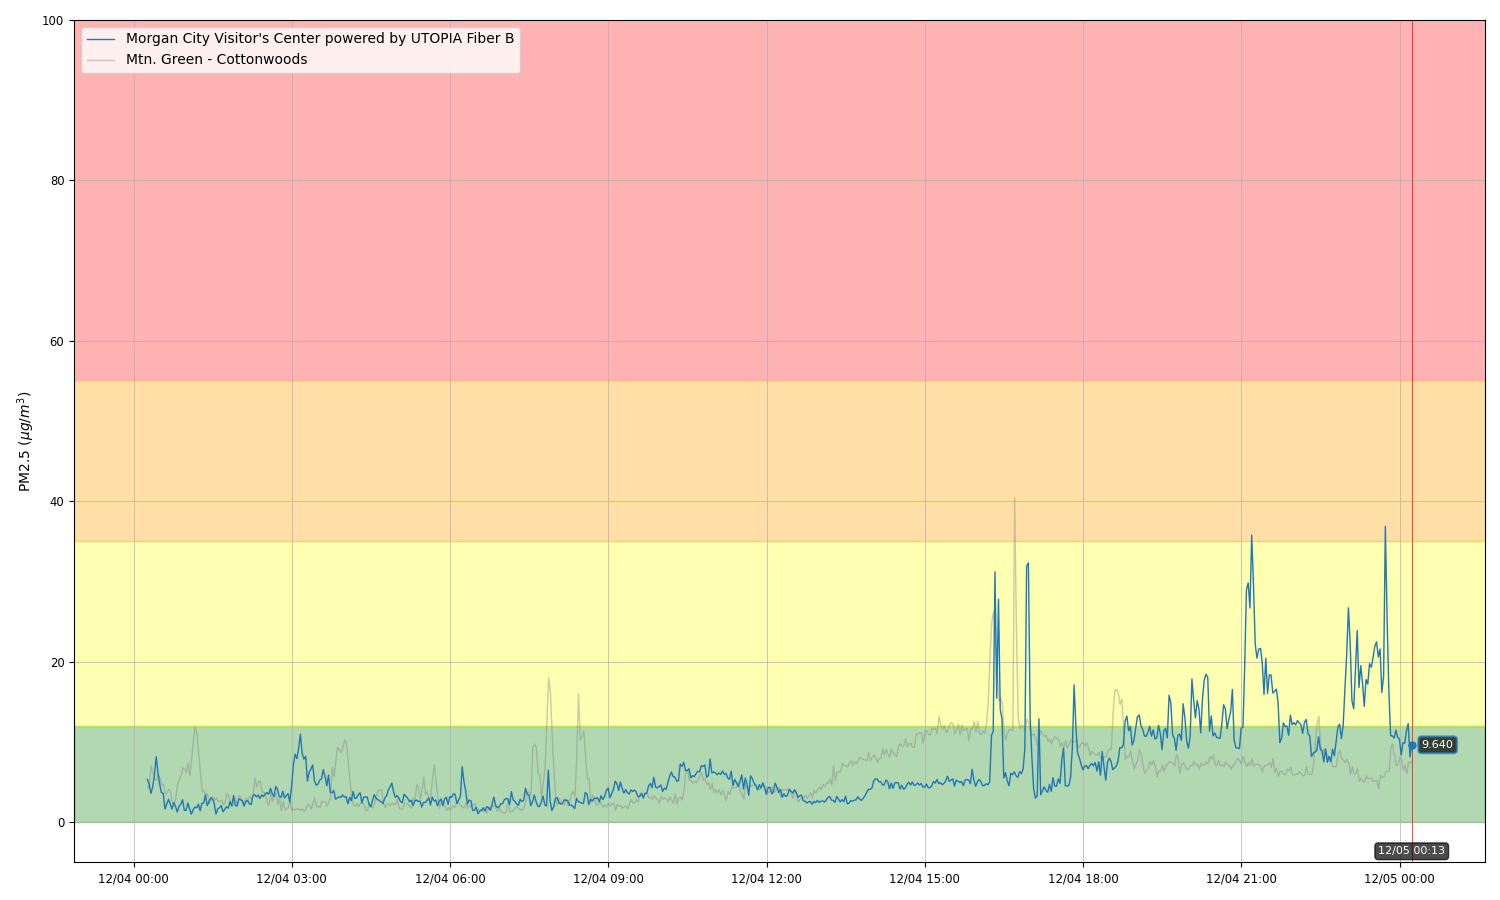 100
80
60
40
20
0
PM2.5 (μg/m³)
Morgan City Visitor's Center powered by UTOPIA Fiber B
Mtn. Green - Cottonwoods
9.640
12/05 00:13
12/04 00:00 12/04 03:00 12/04 06:00 12/04 09:00 12/04 12:00 12/04 15:00 12/04 18:00 12/04 21:00 12/05 00:00